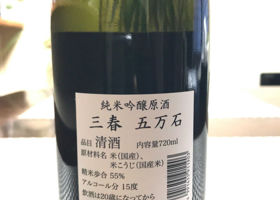 純米吟醸原酒
三春 五万石
品目 清酒 内容量720ml
原材料名 米(国産)、
米こうじ(国産米)
精米歩合 55%
アルコール分 15度
飲酒は20歳になってから